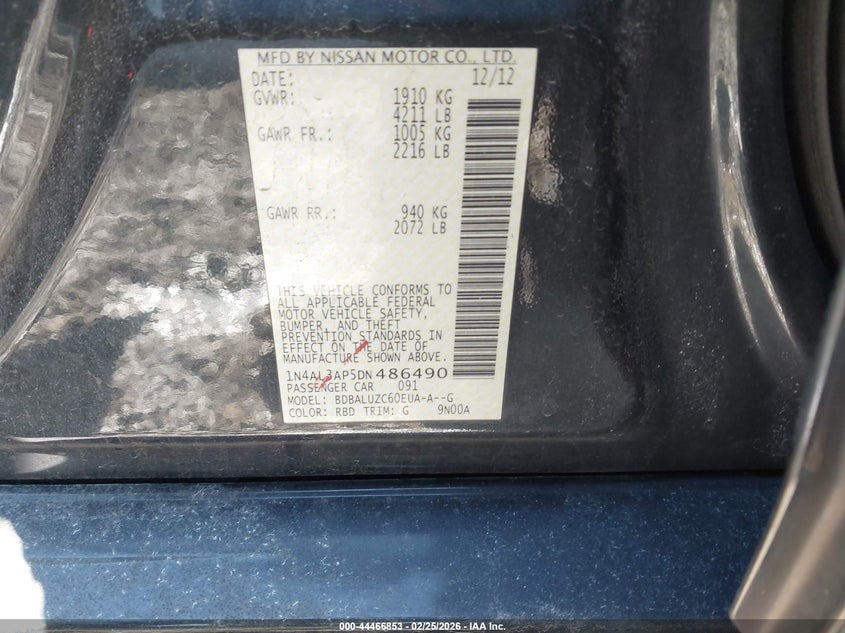 MFD BY NISSAN MOTOR CO., LTD.
DATE: 12/12
GVWR: 1910 KG
4211 LB
GAWR FR.: 1005 KG
2216 LB
GAWR RR.: 940 KG
2072 LB
THIS VEHICLE CONFORMS TO
ALL APPLICABLE FEDERAL
MOTOR VEHICLE SAFETY,
BUMPER, AND THEFT
PREVENTION STANDARDS IN
EFFECT ON THE DATE OF
MANUFACTURE SHOWN ABOVE.
1N4AL3AP5DN486490
PASSENGER CAR 091
MODEL: BDBALUZC60EUA-A--G
COLOR: RBD TRIM: G 9N00A
000-44466853 - 02/25/2026 - IAA Inc.